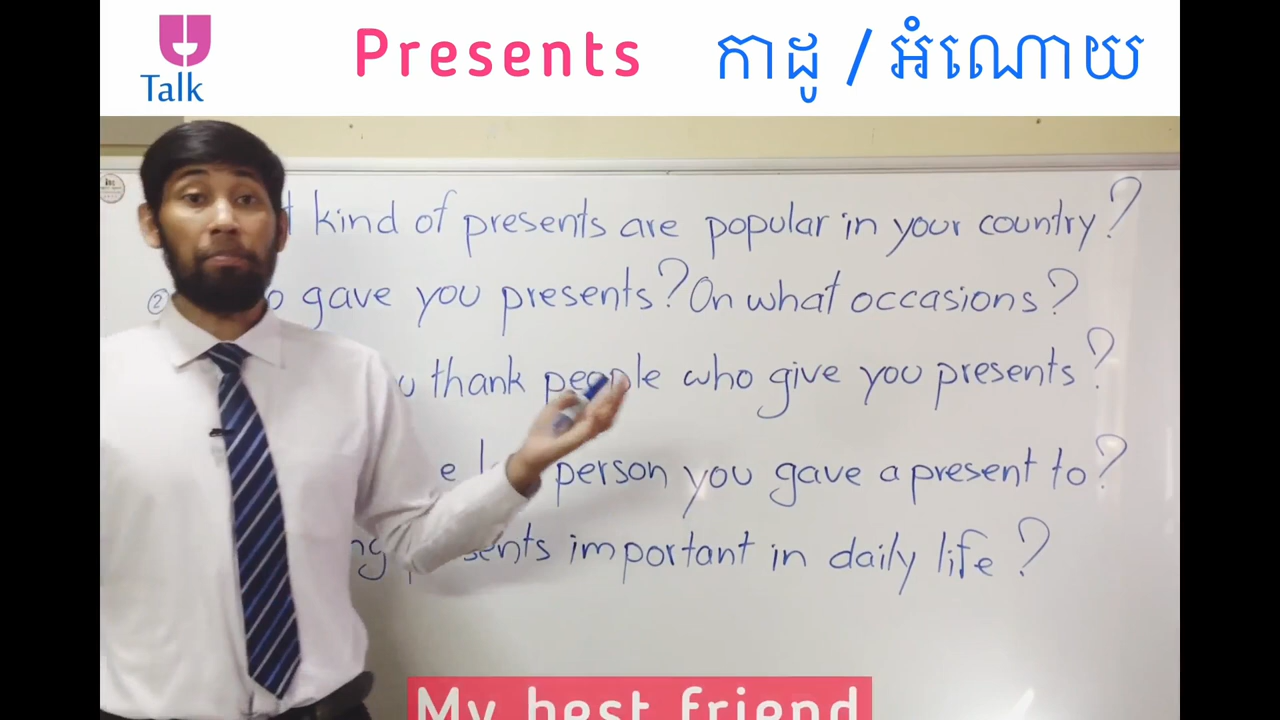 Talk
Presents កាដូ / អំណោយ
kind of presents are popular in your country?
② gave you presents? On what occasions?
thank people who give you presents?
person you gave a present to?
important in daily life?
My best friend